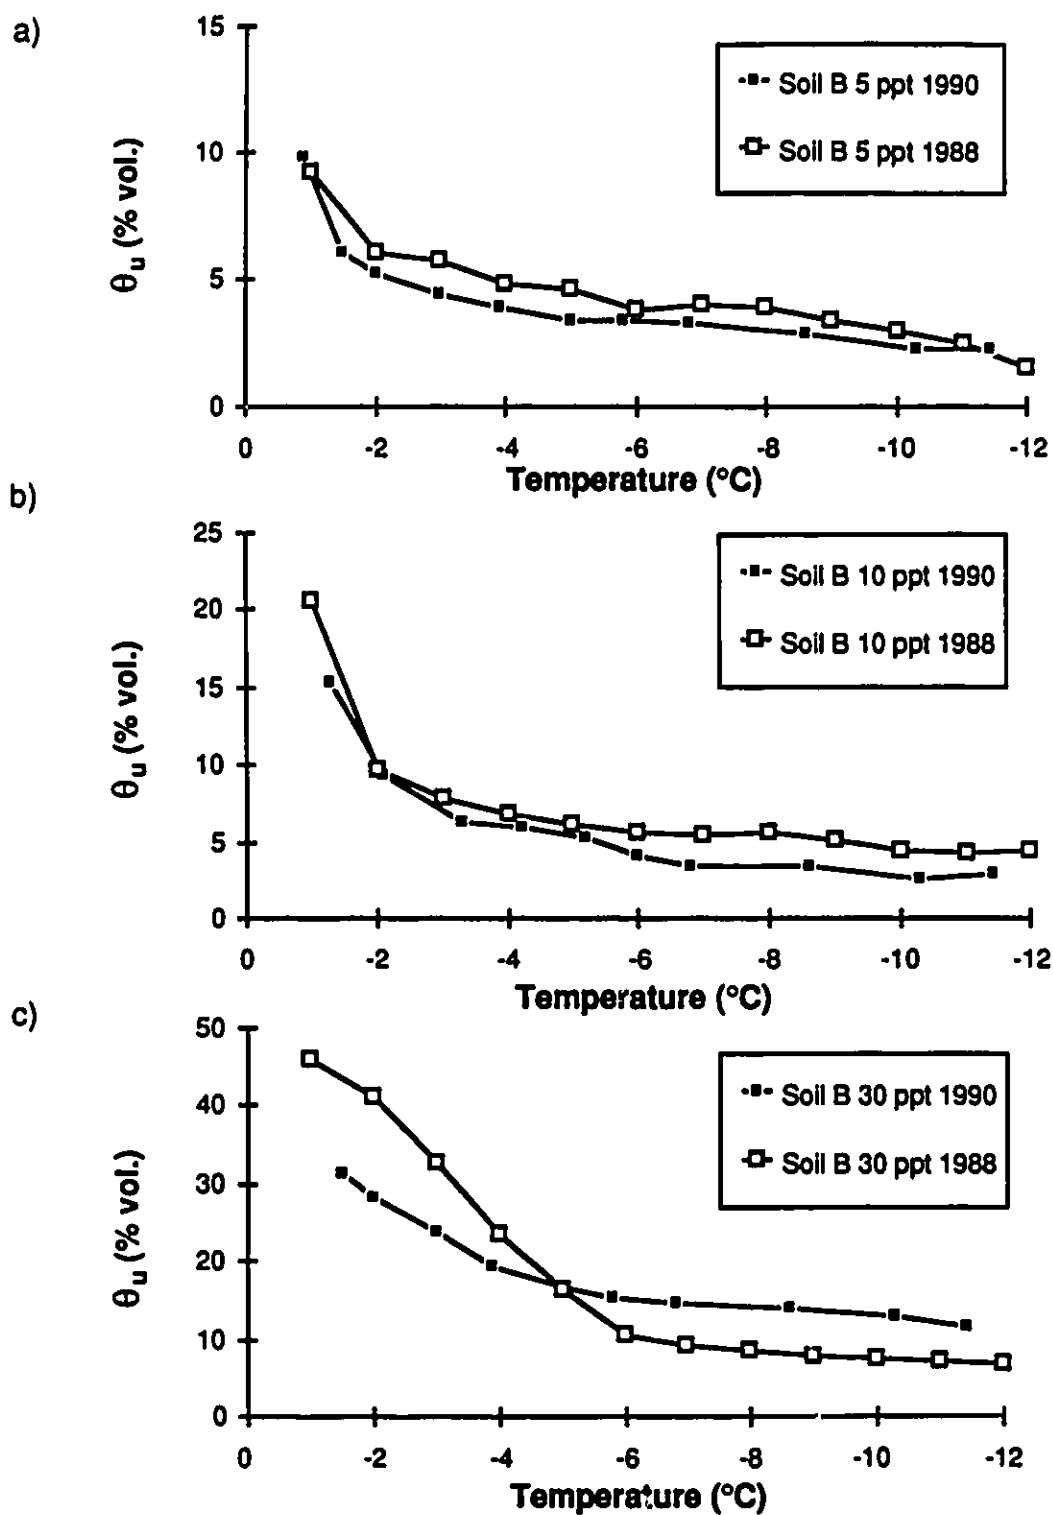 a)
15
10
5
0
θu (% vol.)
Soil B 5 ppt 1990
Soil B 5 ppt 1988
0 -2 -4 -6 -8 -10 -12
Temperature (°C)
b)
25
20
15
10
5
0
θu (% vol.)
Soil B 10 ppt 1990
Soil B 10 ppt 1988
0 -2 -4 -6 -8 -10 -12
Temperature (°C)
c)
50
40
30
20
10
0
θu (% vol.)
Soil B 30 ppt 1990
Soil B 30 ppt 1988
0 -2 -4 -6 -8 -10 -12
Temperature (°C)